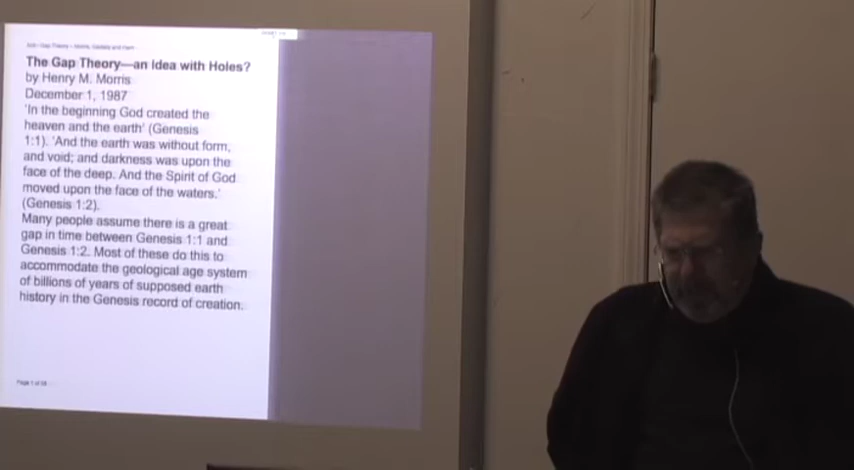 The Gap Theory—an Idea with Holes?
by Henry M. Morris
December 1, 1987
'In the beginning God created the
heaven and the earth' (Genesis
1:1). 'And the earth was without form,
and void; and darkness was upon the
face of the deep. And the Spirit of God
moved upon the face of the waters.'
(Genesis 1:2).
Many people assume there is a great
gap in time between Genesis 1:1 and
Genesis 1:2. Most of these do this to
accommodate the geological age system
of billions of years of supposed earth
history in the Genesis record of creation.
Page 1 of